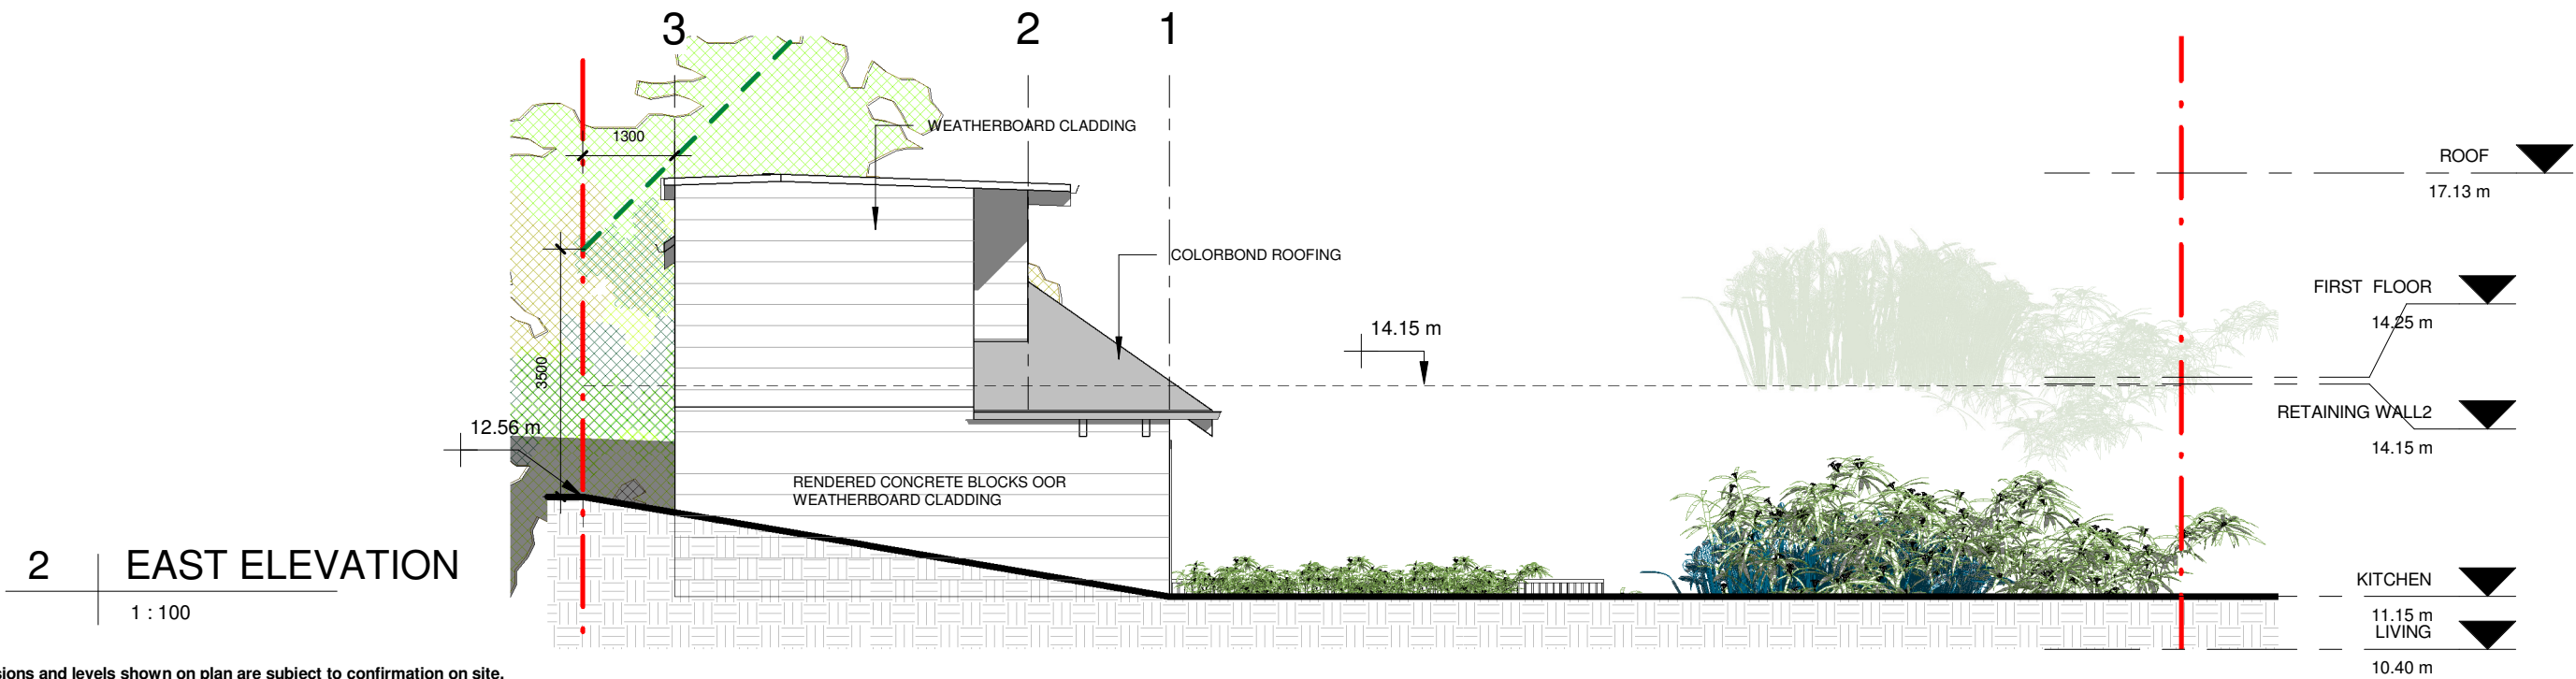 3
2
1
1300
WEATHERBOARD CLADDING
ROOF
17.13 m
COLORBOND ROOFING
FIRST FLOOR
14.25 m
14.15 m
3500
RETAINING WALL2
14.15 m
12.56 m
RENDERED CONCRETE BLOCKS OOR
WEATHERBOARD CLADDING
2
EAST ELEVATION
1 : 100
KITCHEN
11.15 m
LIVING
10.40 m
sions and levels shown on plan are subject to confirmation on site.